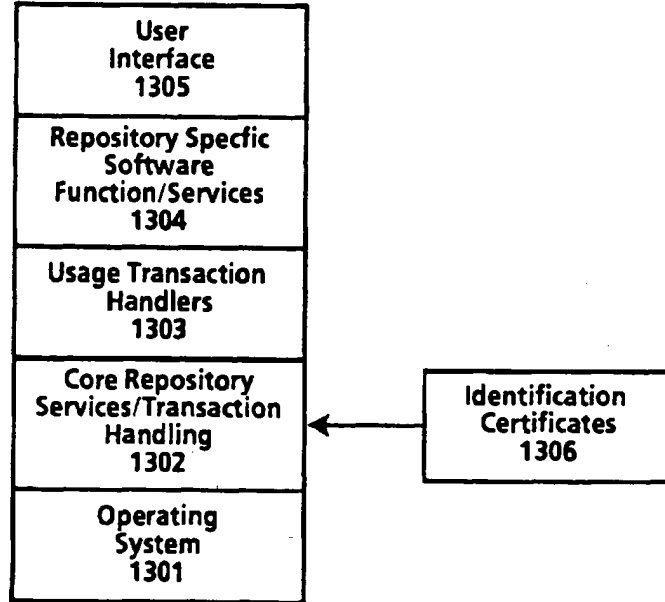 User
Interface
1305
Repository Specfic
Software
Function/Services
1304
Usage Transaction
Handlers
1303
Core Repository
Services/Transaction
Handling
1302
Identification
Certificates
1306
Operating
System
1301